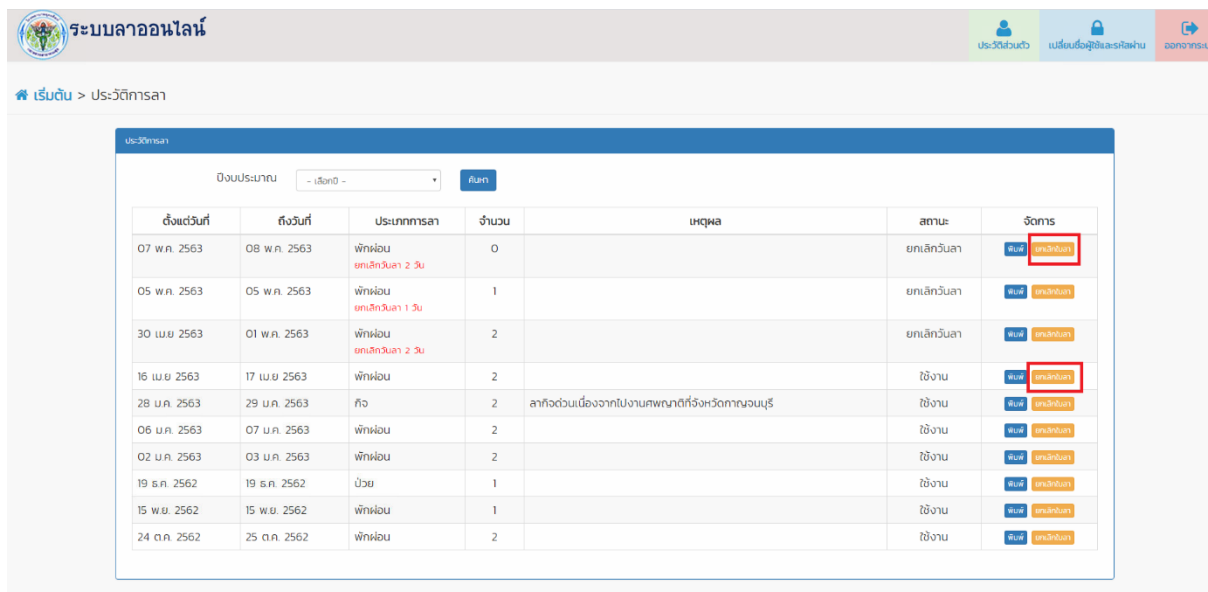 ระบบลาออนไลน์
ประวัติส่วนตัว เปลี่ยนชื่อผู้ใช้และรหัสผ่าน ออกจากระบ
เริ่มต้น > ประวัติการลา
ประวัติการลา
ปีงบประมาณ - เลือกปี - ค้นหา
ตั้งแต่วันที่ ถึงวันที่ ประเภทการลา จำนวน เหตุผล สถานะ จัดการ
07 พ.ค. 2563 08 พ.ค. 2563 พักผ่อน 0 ยกเลิกวันลา พิมพ์ ยกเลิกใบลา
ยกเลิกวันลา 2 วัน
05 พ.ค. 2563 05 พ.ค. 2563 พักผ่อน 1 ยกเลิกวันลา พิมพ์ ยกเลิกใบลา
ยกเลิกวันลา 1 วัน
30 เม.ย 2563 01 พ.ค. 2563 พักผ่อน 2 ยกเลิกวันลา พิมพ์ ยกเลิกใบลา
ยกเลิกวันลา 2 วัน
16 เม.ย 2563 17 เม.ย 2563 พักผ่อน 2 ใช้งาน พิมพ์ ยกเลิกใบลา
28 ม.ค. 2563 29 ม.ค. 2563 กิจ 2 ลากิจด่วนเนื่องจากไปงานศพญาติที่จังหวัดกาญจนบุรี ใช้งาน พิมพ์ ยกเลิกใบลา
06 ม.ค. 2563 07 ม.ค. 2563 พักผ่อน 2 ใช้งาน พิมพ์ ยกเลิกใบลา
02 ม.ค. 2563 03 ม.ค. 2563 พักผ่อน 2 ใช้งาน พิมพ์ ยกเลิกใบลา
19 ธ.ค. 2562 19 ธ.ค. 2562 ป่วย 1 ใช้งาน พิมพ์ ยกเลิกใบลา
15 พ.ย. 2562 15 พ.ย. 2562 พักผ่อน 1 ใช้งาน พิมพ์ ยกเลิกใบลา
24 ต.ค. 2562 25 ต.ค. 2562 พักผ่อน 2 ใช้งาน พิมพ์ ยกเลิกใบลา